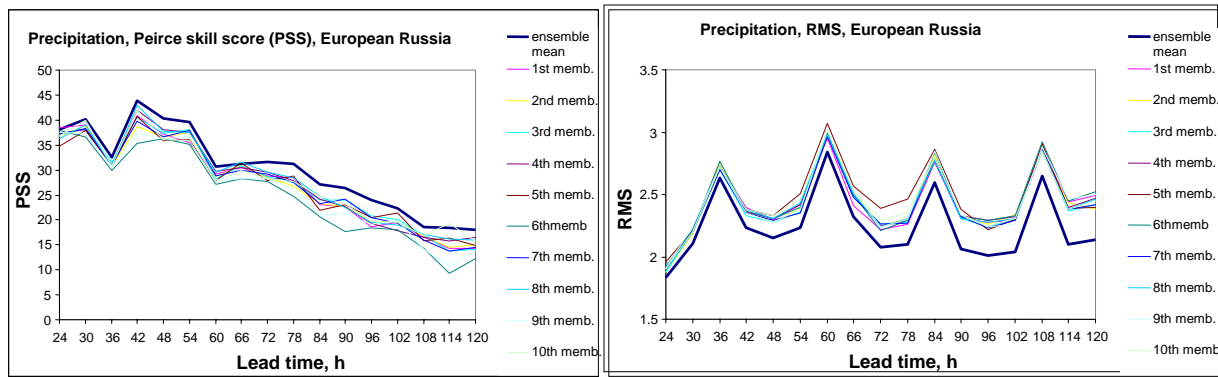 Precipitation, Peirce skill score (PSS), European Russia
50
45
40
35
30
25
20
15
10
5
0
PSS
24 30 36 42 48 54 60 66 72 78 84 90 96 102 108 114 120
Lead time, h
ensemble
mean
1st memb.
2nd memb.
3rd memb.
4th memb.
5th memb.
6thmemb
7th memb.
8th memb.
9th memb.
10th memb.
Precipitation, RMS, European Russia
3.5
3
2.5
2
1.5
RMS
24 30 36 42 48 54 60 66 72 78 84 90 96 102 108 114 120
Lead time, h
ensemble
mean
1st memb.
2nd memb.
3rd memb.
4th memb.
5th memb.
6thmemb
7th memb.
8th memb.
9th memb.
10th memb.